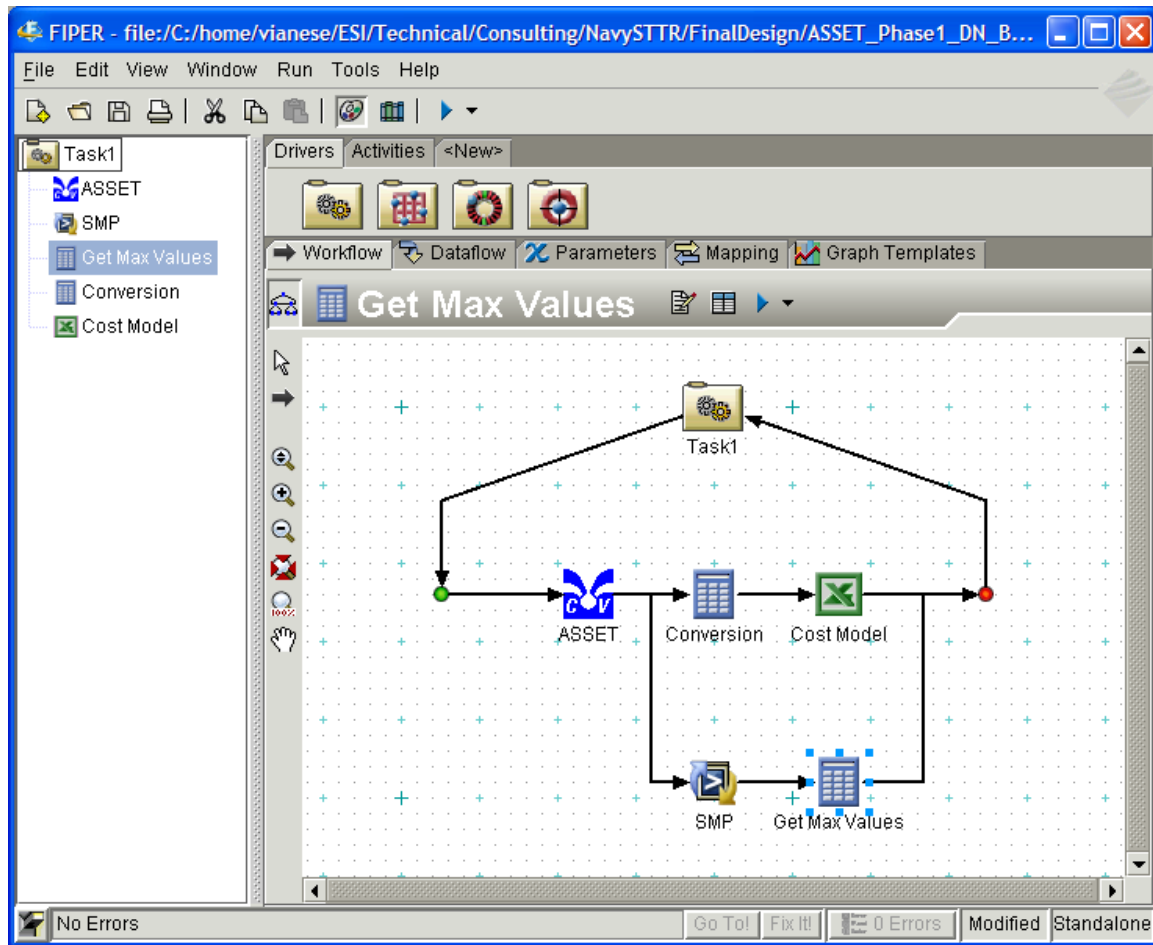 FIPER - file:/C:/home/vianese/ESI/Technical/Consulting/NavySTTR/FinalDesign/ASSET_Phase1_DN_B...
File Edit View Window Run Tools Help
Task1
ASSET
SMP
Get Max Values
Conversion
Cost Model
Drivers Activities <New>
Workflow Dataflow Parameters Mapping Graph Templates
Get Max Values
100%
Task1
C V
ASSET Conversion Cost Model
SMP Get Max Values
No Errors Go To! Fix It! 0 Errors Modified Standalone